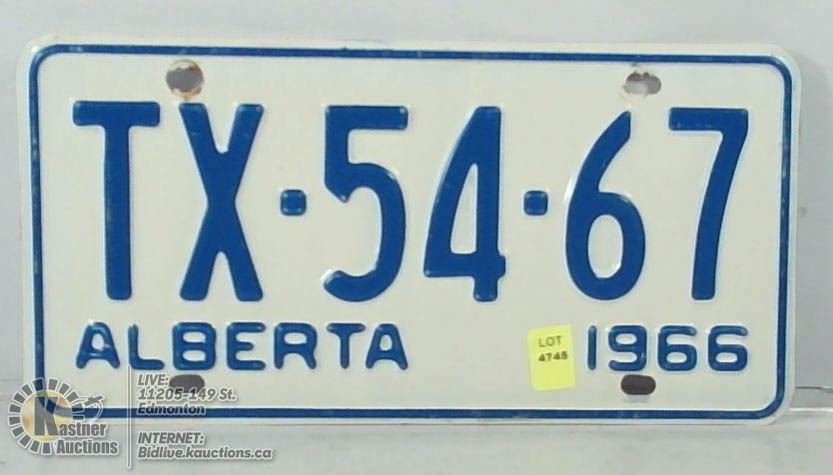 TX·54·67
ALBERTA 1966
LOT
4745
Kastner
Auctions
LIVE:
11205-149 St.
Edmonton
INTERNET:
Bidlive.kauctions.ca